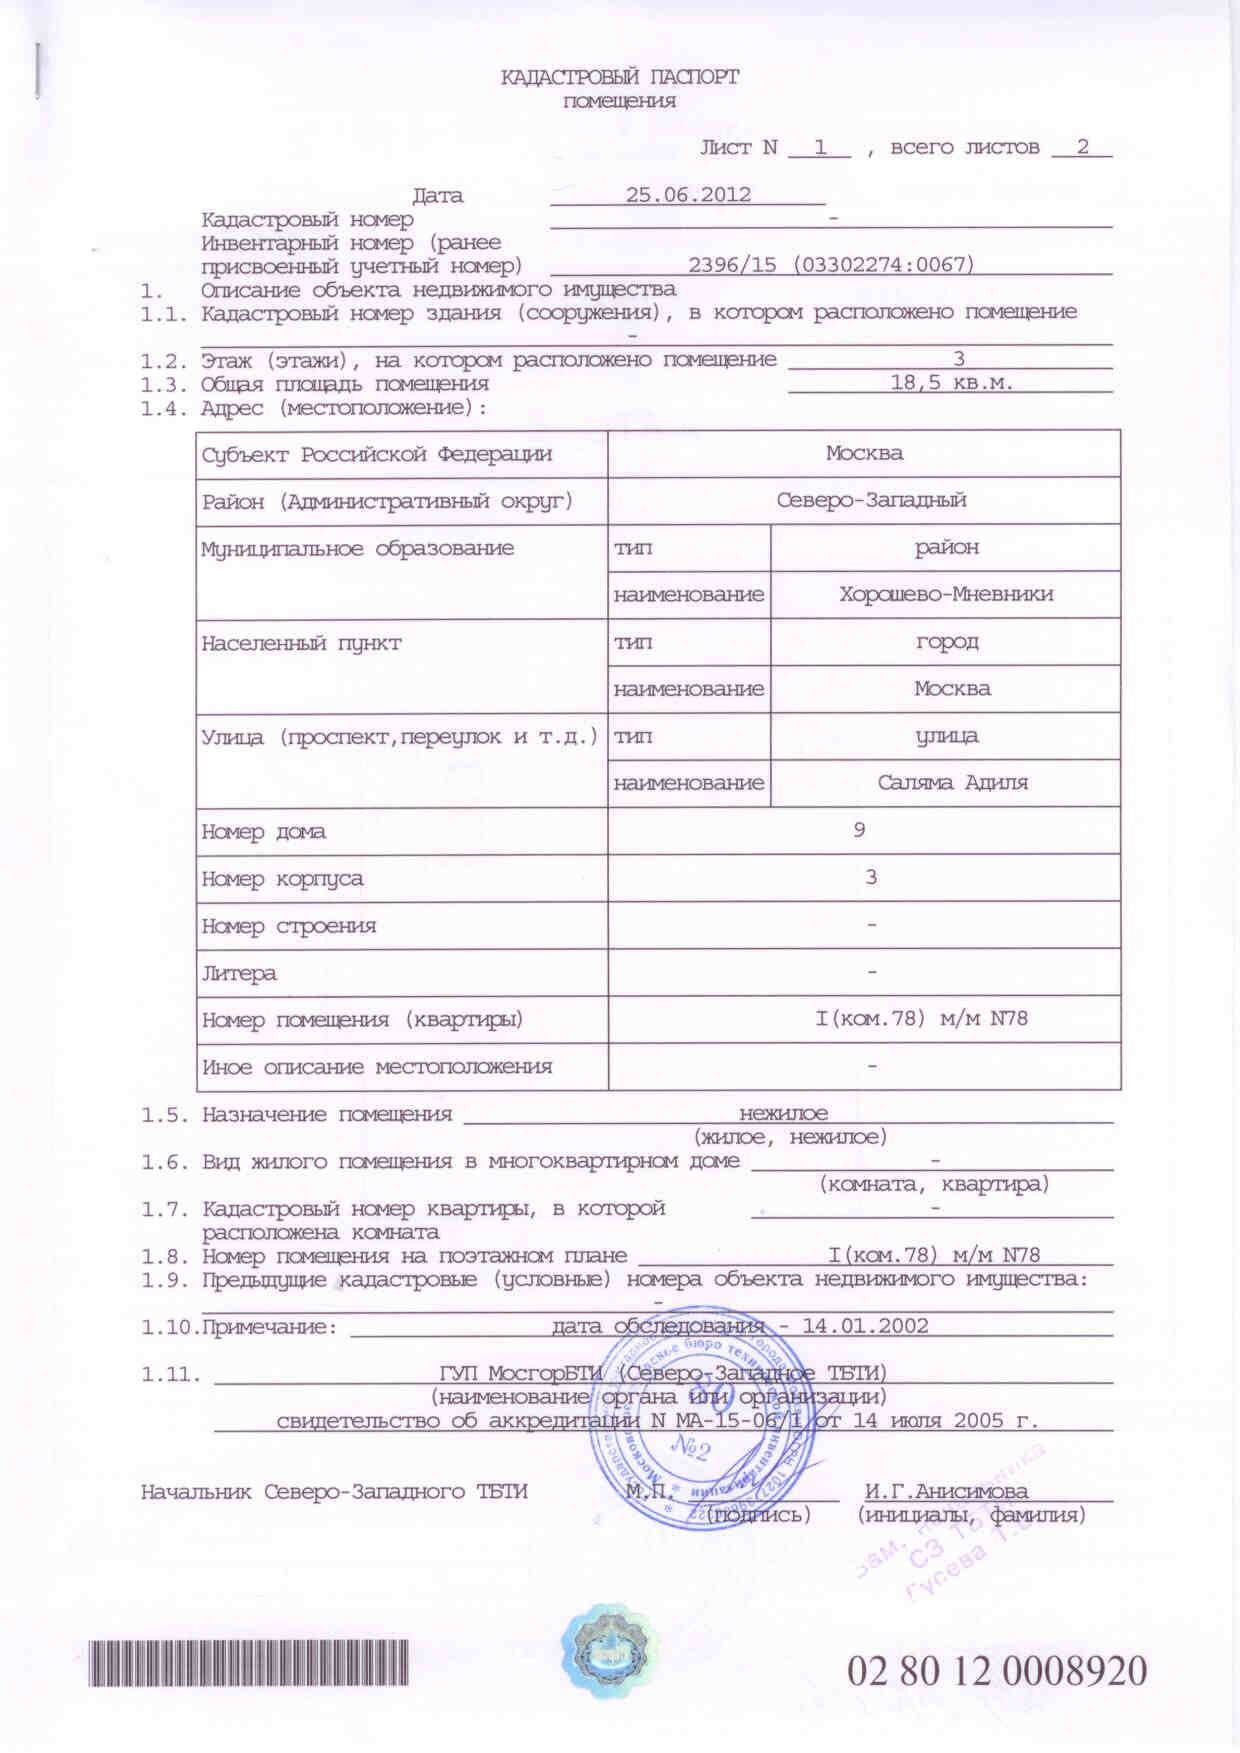 КАДАСТРОВЫЙ ПАСПОРТ
помещения
Лист N 1 , всего листов 2
Дата 25.06.2012
Кадастровый номер -
Инвентарный номер (ранее
присвоенный учетный номер) 2396/15 (03302274:0067)
1. Описание объекта недвижимого имущества
1.1. Кадастровый номер здания (сооружения), в котором расположено помещение
-
1.2. Этаж (этажи), на котором расположено помещение 3
1.3. Общая площадь помещения 18,5 кв.м.
1.4. Адрес (местоположение):
Субъект Российской Федерации Москва
Район (Административный округ) Северо-Западный
Муниципальное образование тип район
наименование Хорошево-Мневники
Населенный пункт тип город
наименование Москва
Улица (проспект,переулок и т.д.) тип улица
наименование Саляма Адиля
Номер дома 9
Номер корпуса 3
Номер строения -
Литера -
Номер помещения (квартиры) I(ком.78) м/м N78
Иное описание местоположения -
1.5. Назначение помещения нежилое
(жилое, нежилое)
1.6. Вид жилого помещения в многоквартирном доме -
(комната, квартира)
1.7. Кадастровый номер квартиры, в которой -
расположена комната
1.8. Номер помещения на поэтажном плане I(ком.78) м/м N78
1.9. Предыдущие кадастровые (условные) номера объекта недвижимого имущества:
-
1.10.Примечание: дата обследования - 14.01.2002
1.11. ГУП МосгорБТИ (Северо-Западное ТБТИ)
(наименование органа или организации)
свидетельство об аккредитации N МА-15-06/1 от 14 июля 2005 г.
№2
Начальник Северо-Западного ТБТИ М.П. И.Г.Анисимова
(подпись) (инициалы, фамилия)
СЗ ТБТИ
Гусева
02 80 12 0008920